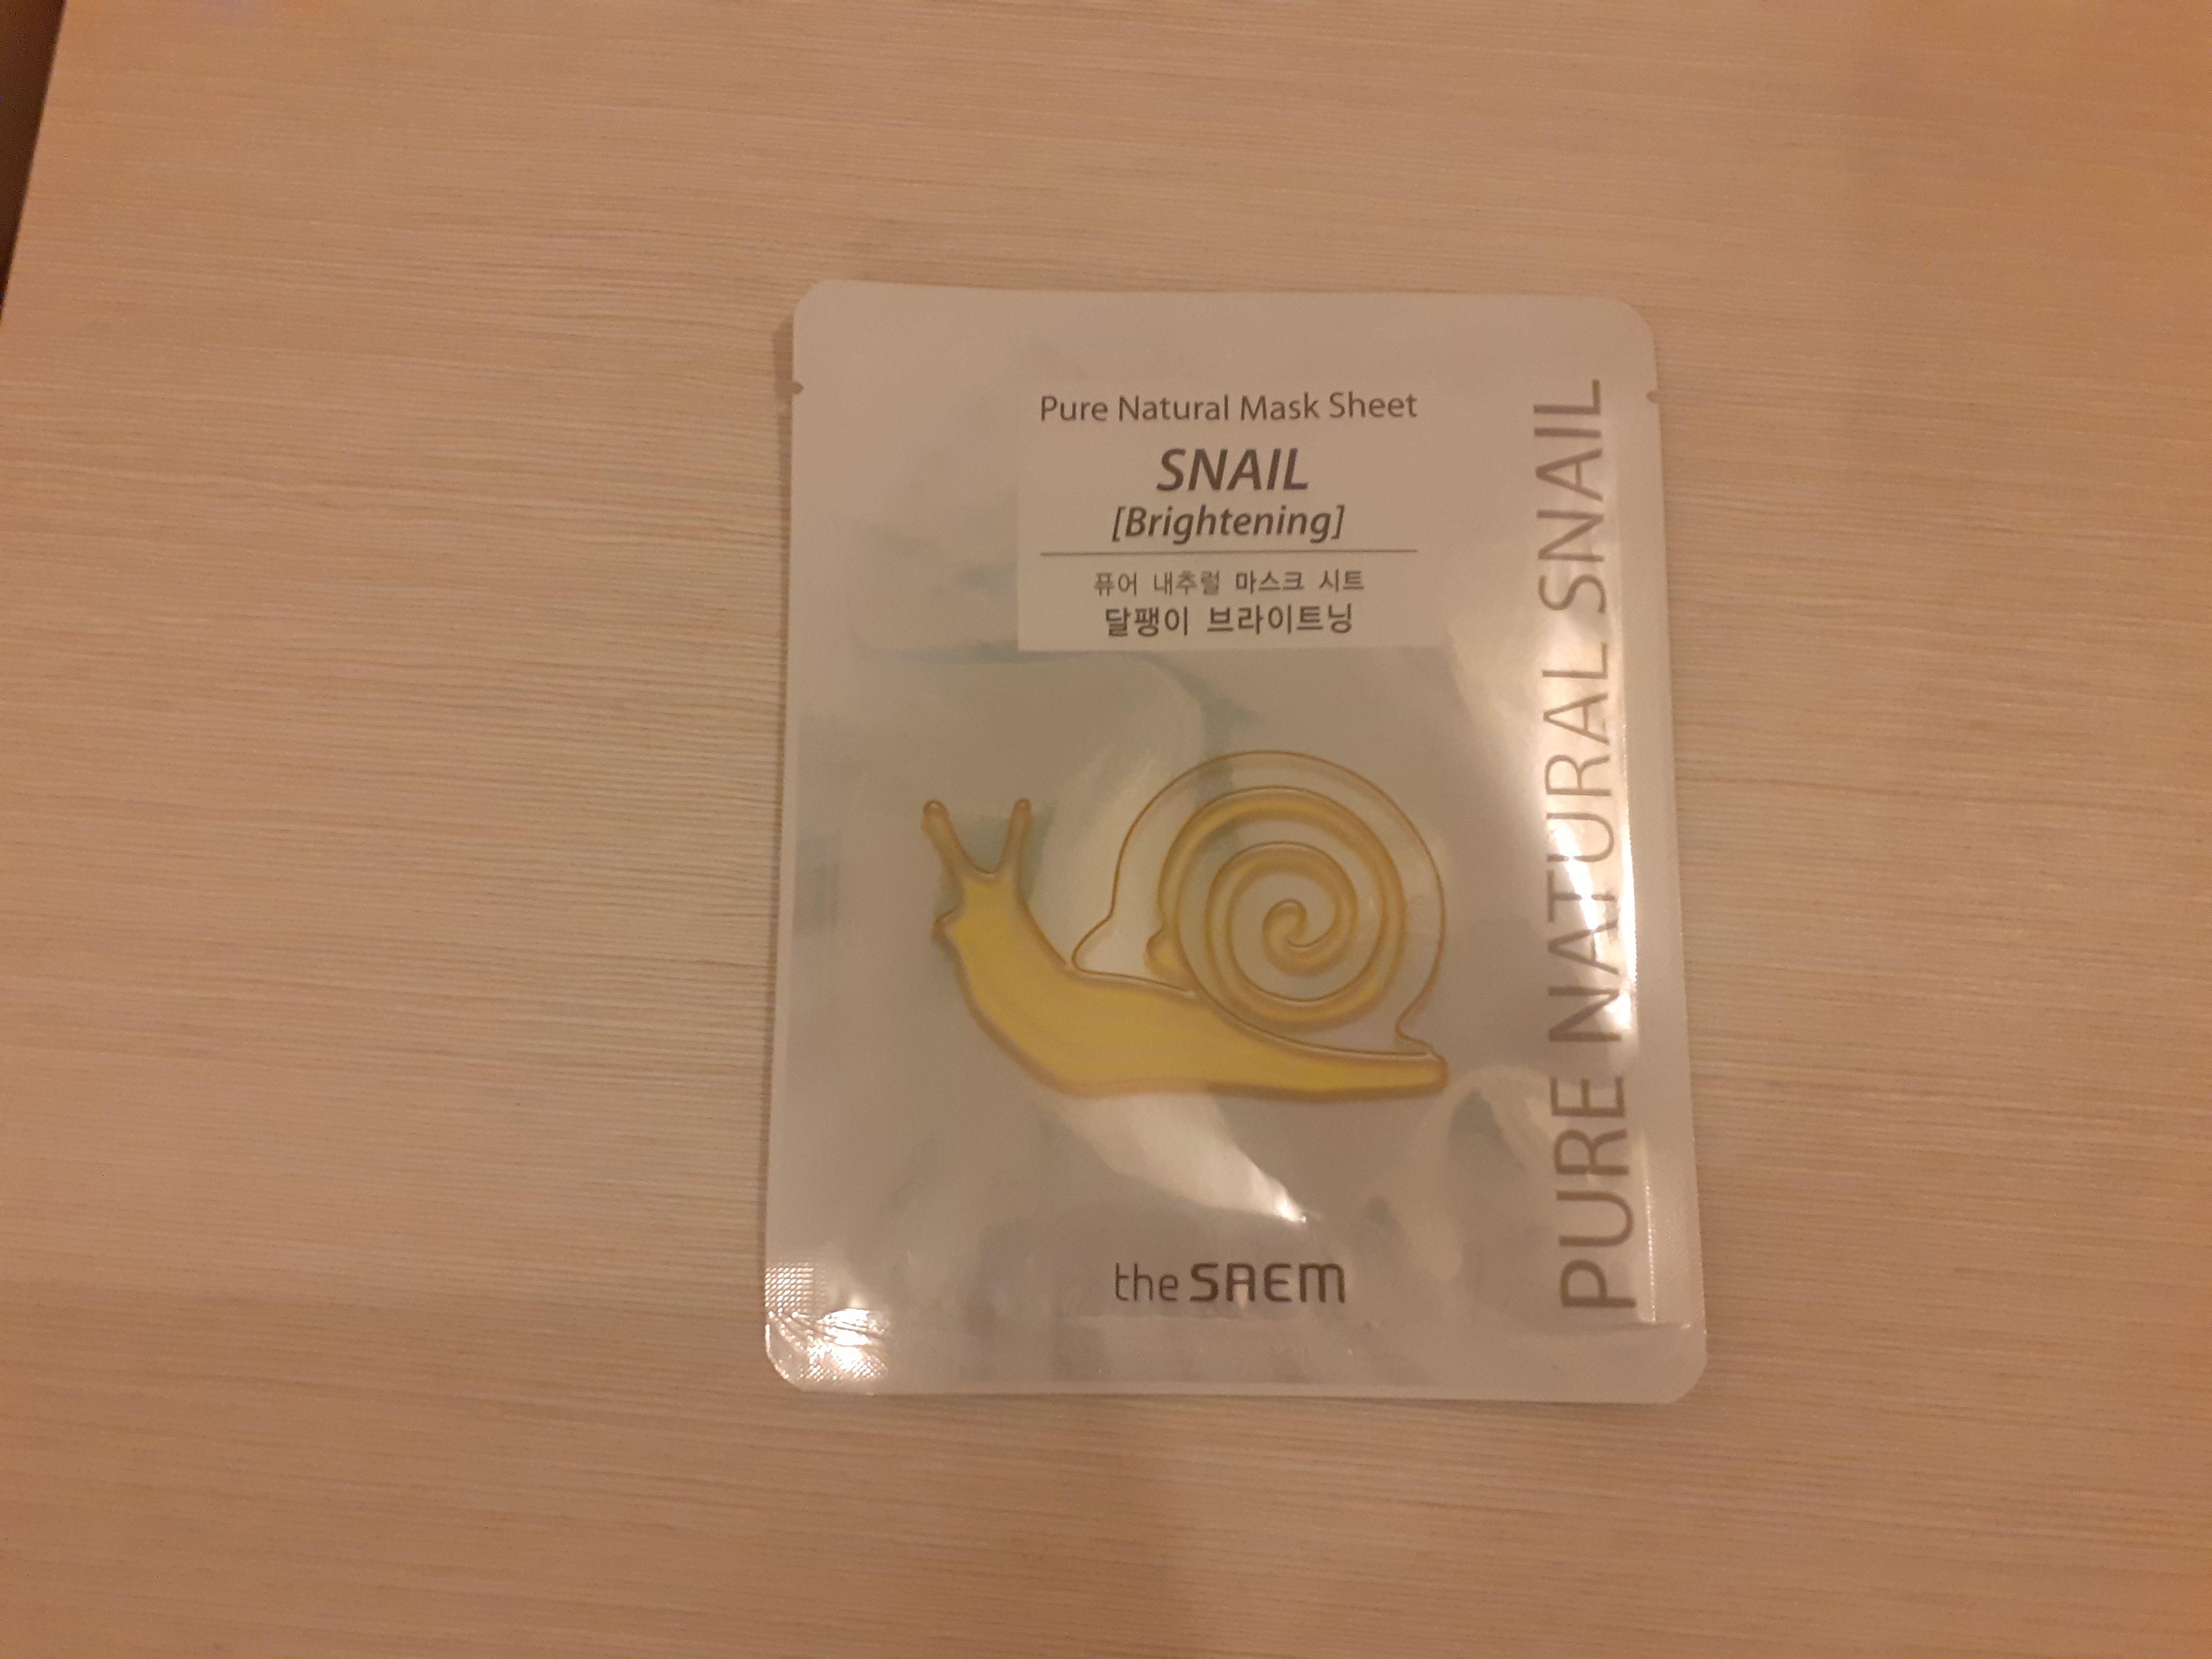 Pure Natural Mask Sheet
SNAIL
[Brightening]
퓨어 내추럴 마스크 시트
달팽이 브라이트닝
PURE NATURAL SNAIL
the SAEM